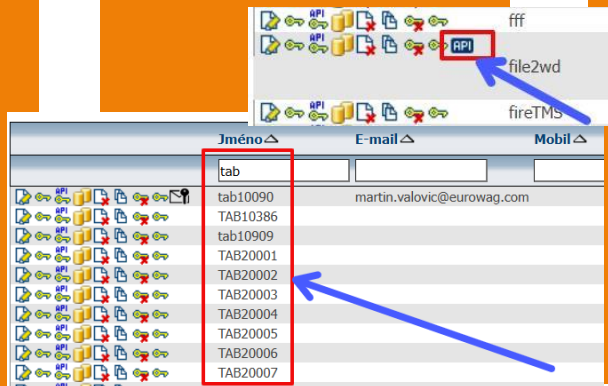 API fff
API API
file2wd
API fireTMS
Jméno E-mail Mobil
tab
API tab10090 martin.valovic@eurowag.com
API TAB10386
API tab10909
API TAB20001
API TAB20002
API TAB20003
API TAB20004
API TAB20005
API TAB20006
API TAB20007